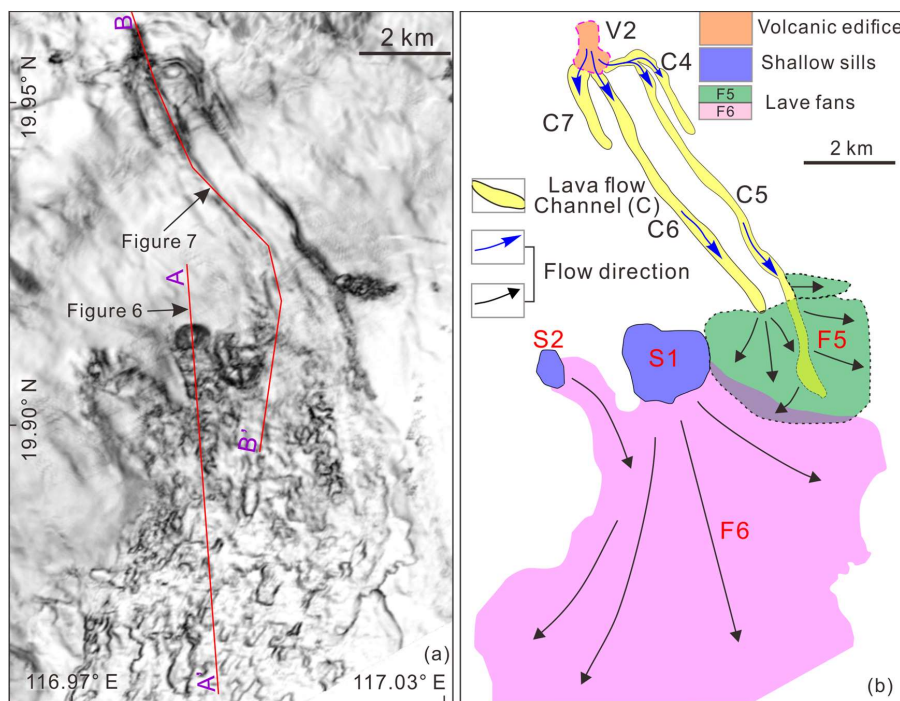 B
2 km
19.95° N
Figure 7
A
Figure 6
19.90° N
B'
A'
116.97° E
117.03° E
(a)
V2
Volcanic edifice
C4
Shallow sills
F5
F6
Lave fans
C7
2 km
Lava flow
Channel (C)
C5
C6
Flow direction
S2
S1
F5
F6
(b)